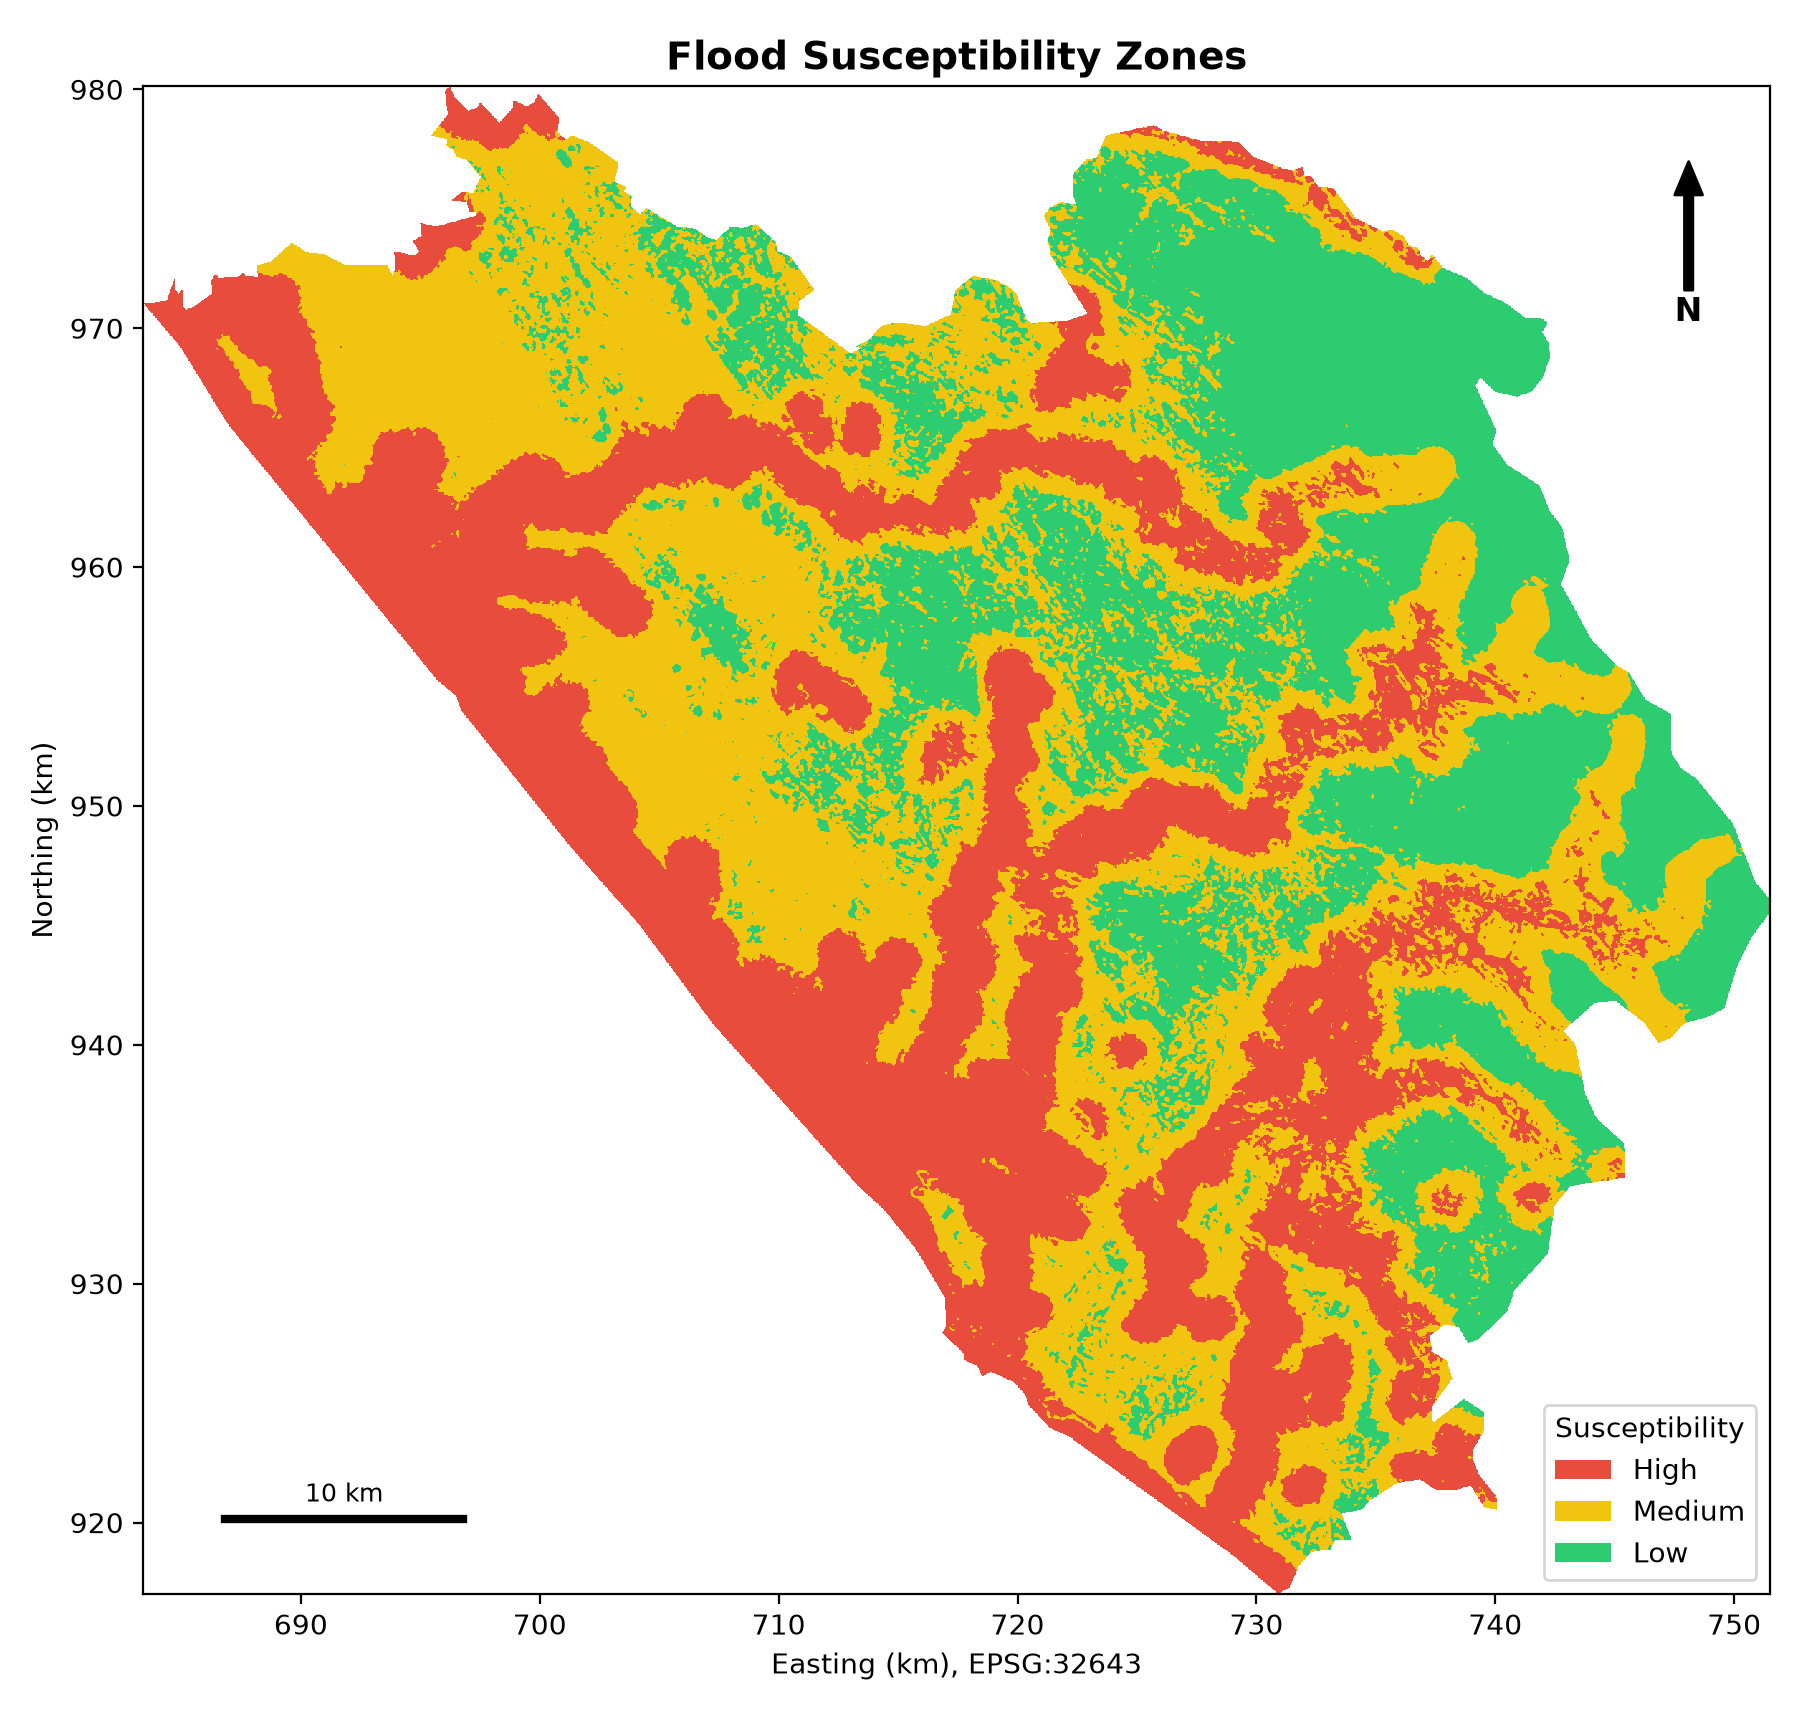 Flood Susceptibility Zones
980
970
960
950
940
930
920
Northing (km)
N
10 km
Susceptibility
High
Medium
Low
690 700 710 720 730 740 750
Easting (km), EPSG:32643